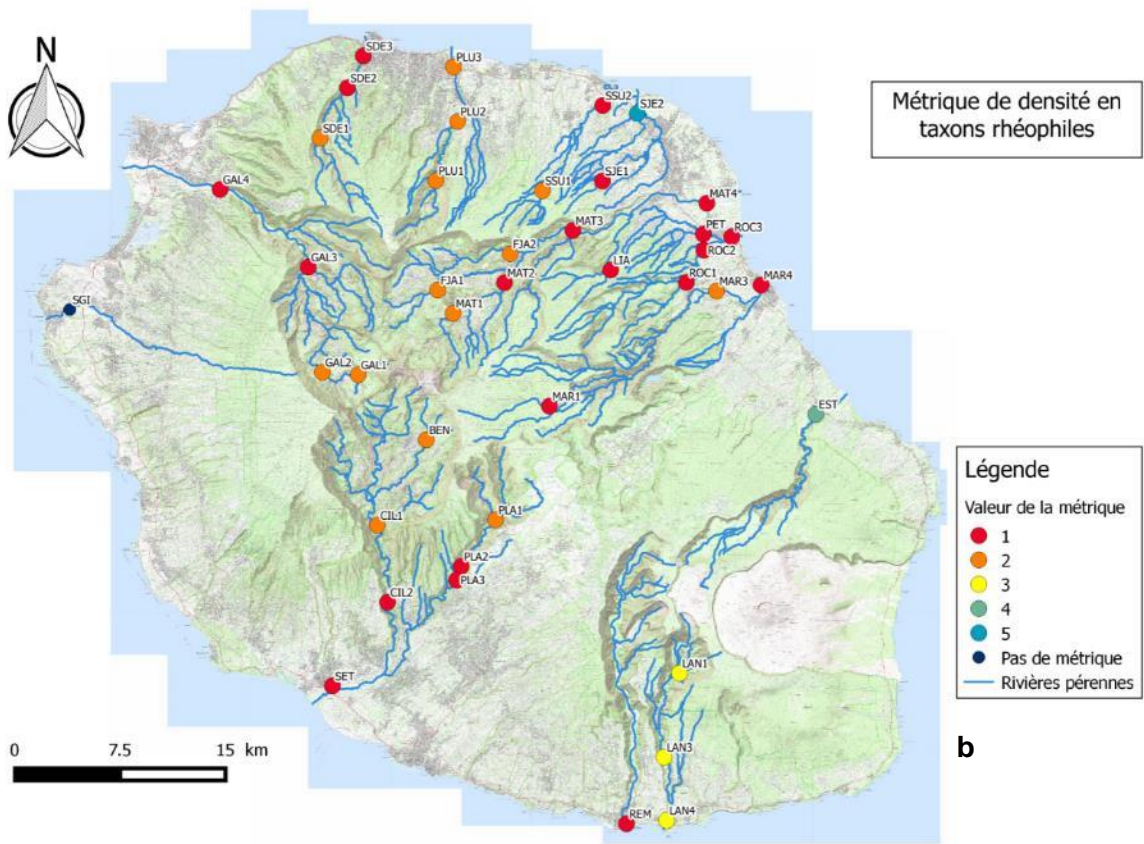 N
Métrique de densité en
taxons rhéophiles
SDE3
PLU3
SDE2
SSU2
SJE2
PLU2
SDE1
PLU1
SSU1
SJE1
GAL4
MAT4
MAT3
PET
ROC3
ROC2
FJA2
GAL3
LIA
MAT2
ROC1
MAR4
FJA1
MAR3
SGI
MAT1
GAL2
GAL1
MAR1
EST
BEN
CIL1
PLA1
PLA2
PLA3
CIL2
LAN1
SET
LAN3
REM
LAN4
Légende
Valeur de la métrique
1
2
3
4
5
Pas de métrique
Rivières pérennes
b
0 7.5 15 km